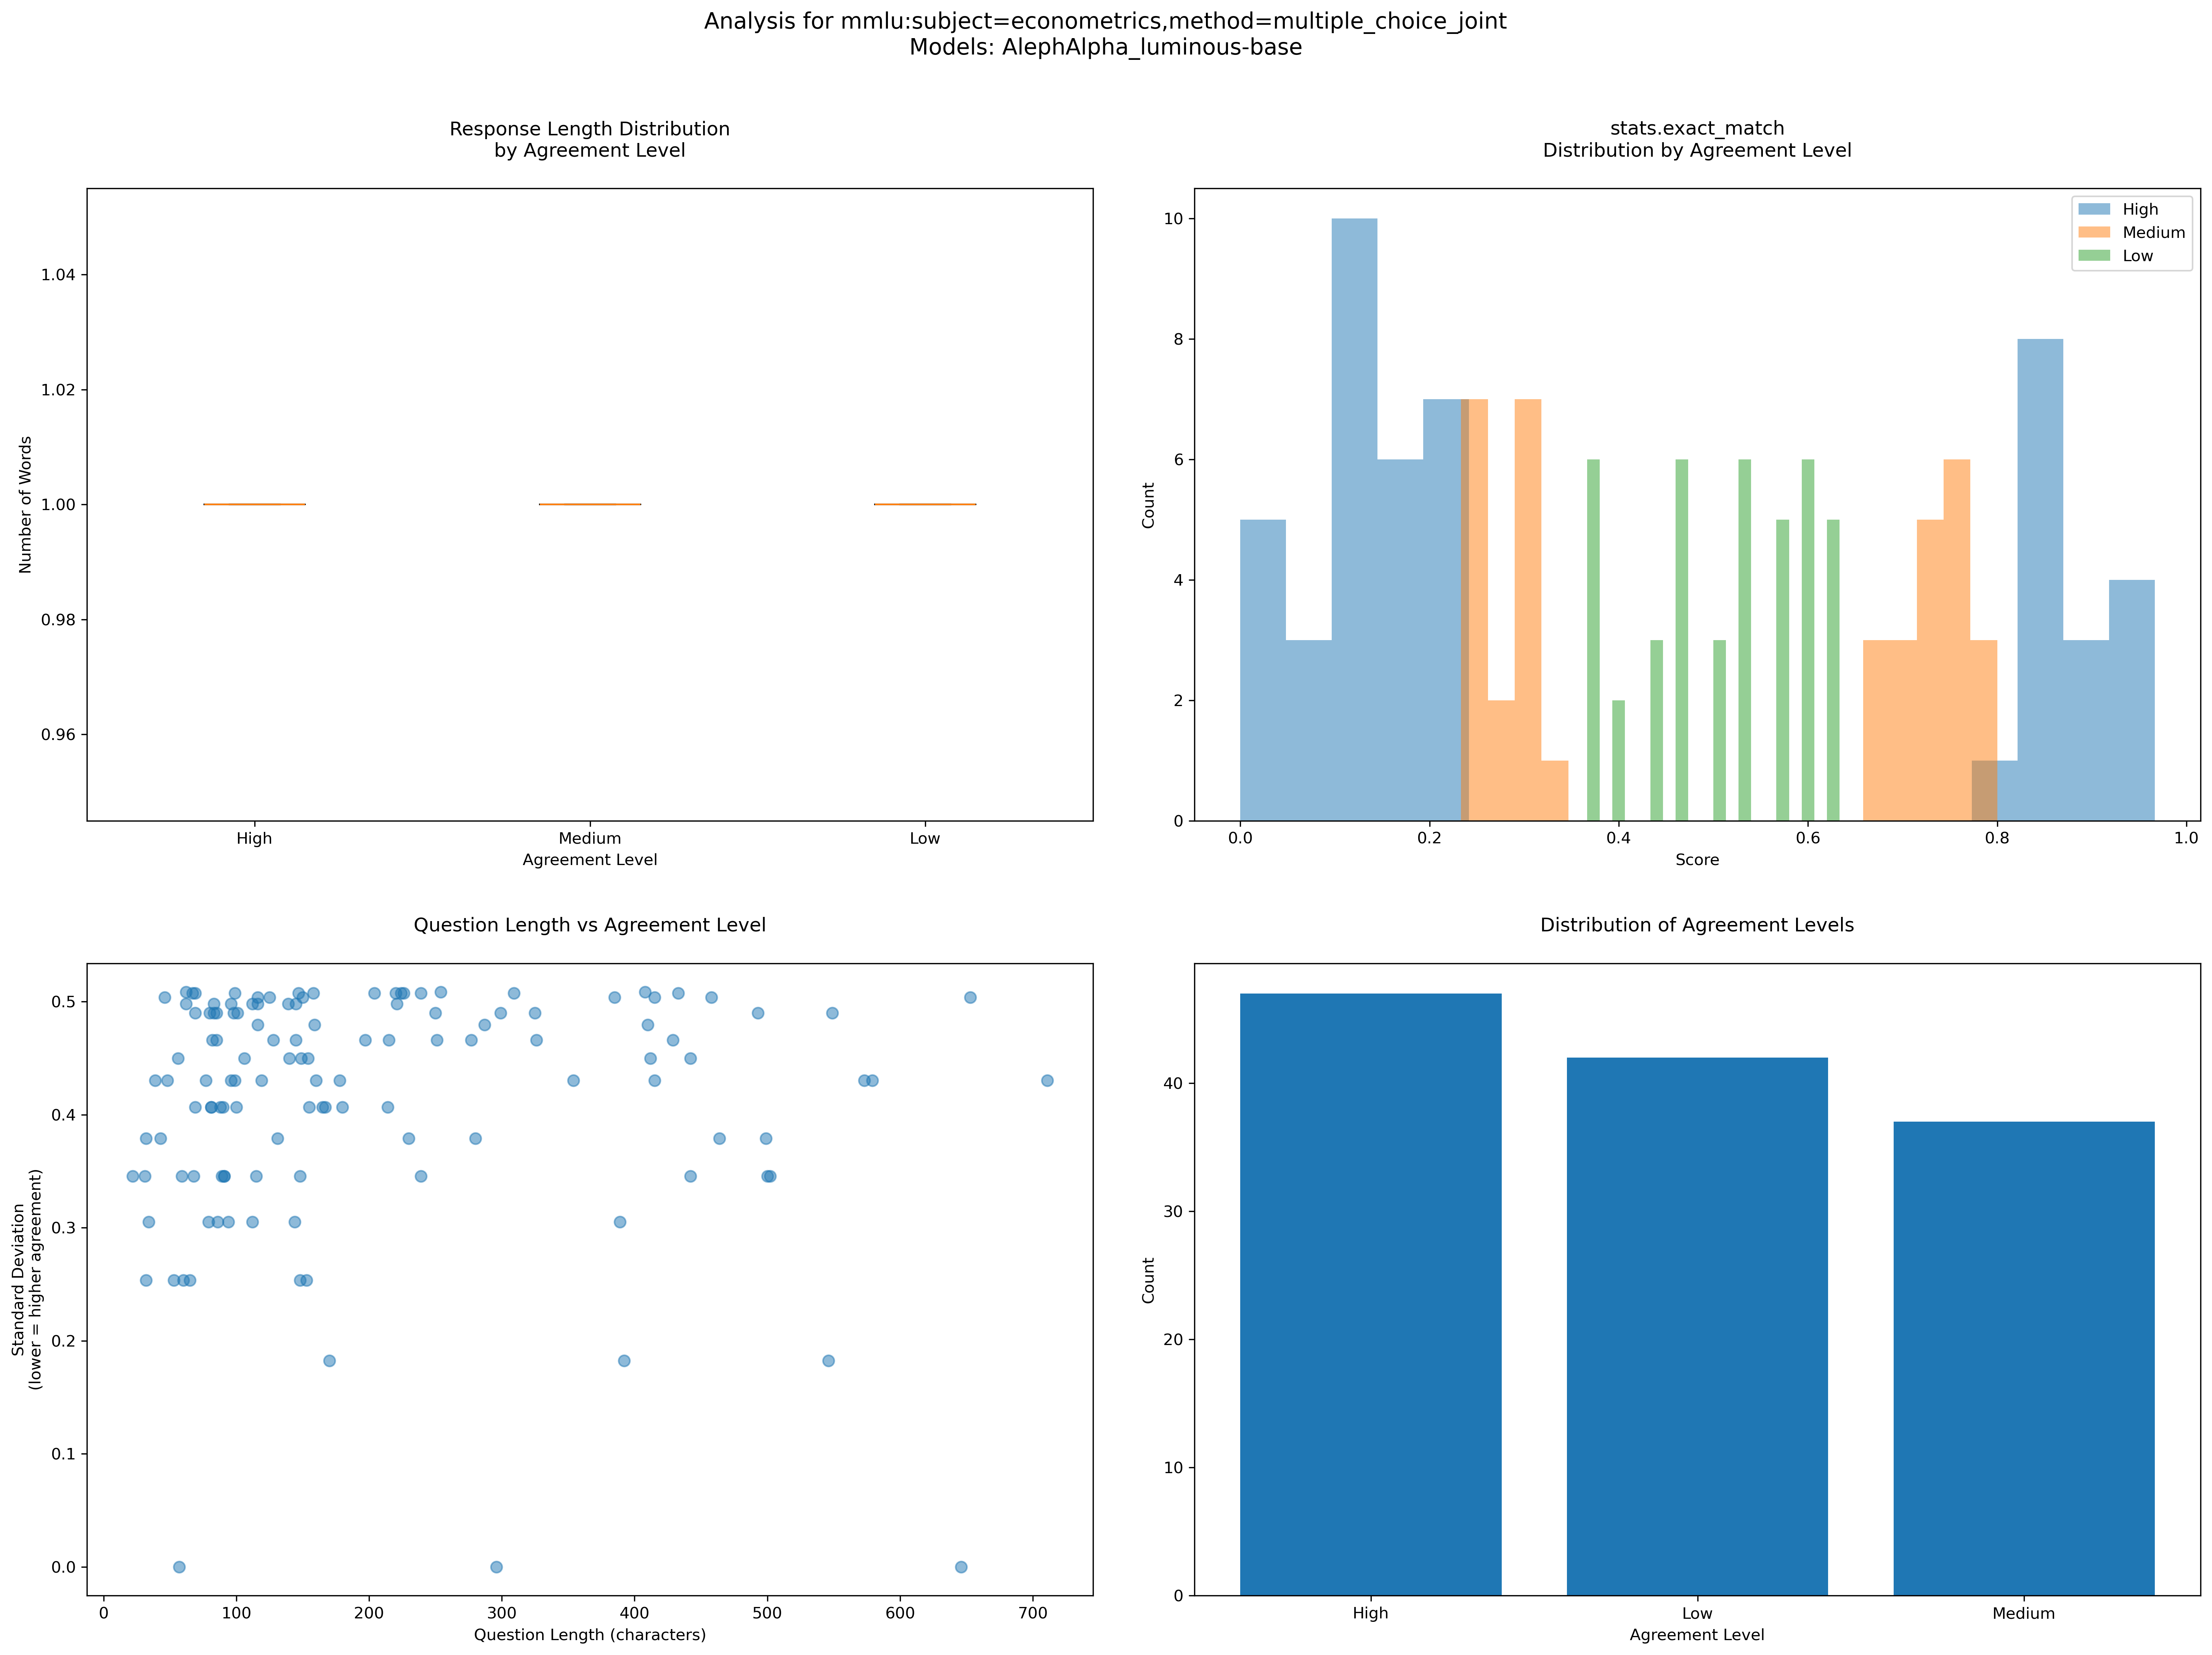 Analysis for mmlu:subject=econometrics,method=multiple_choice_joint
Models: AlephAlpha_luminous-base
Response Length Distribution
by Agreement Level
Number of Words
1.04
1.02
1.00
0.98
0.96
High
Medium
Low
Agreement Level
stats.exact_match
Distribution by Agreement Level
High
Medium
Low
Count
10
8
6
4
2
0
0.0
0.2
0.4
0.6
0.8
1.0
Score
Question Length vs Agreement Level
Standard Deviation
(lower = higher agreement)
0.5
0.4
0.3
0.2
0.1
0.0
0
100
200
300
400
500
600
700
Question Length (characters)
Distribution of Agreement Levels
Count
40
30
20
10
0
High
Low
Medium
Agreement Level